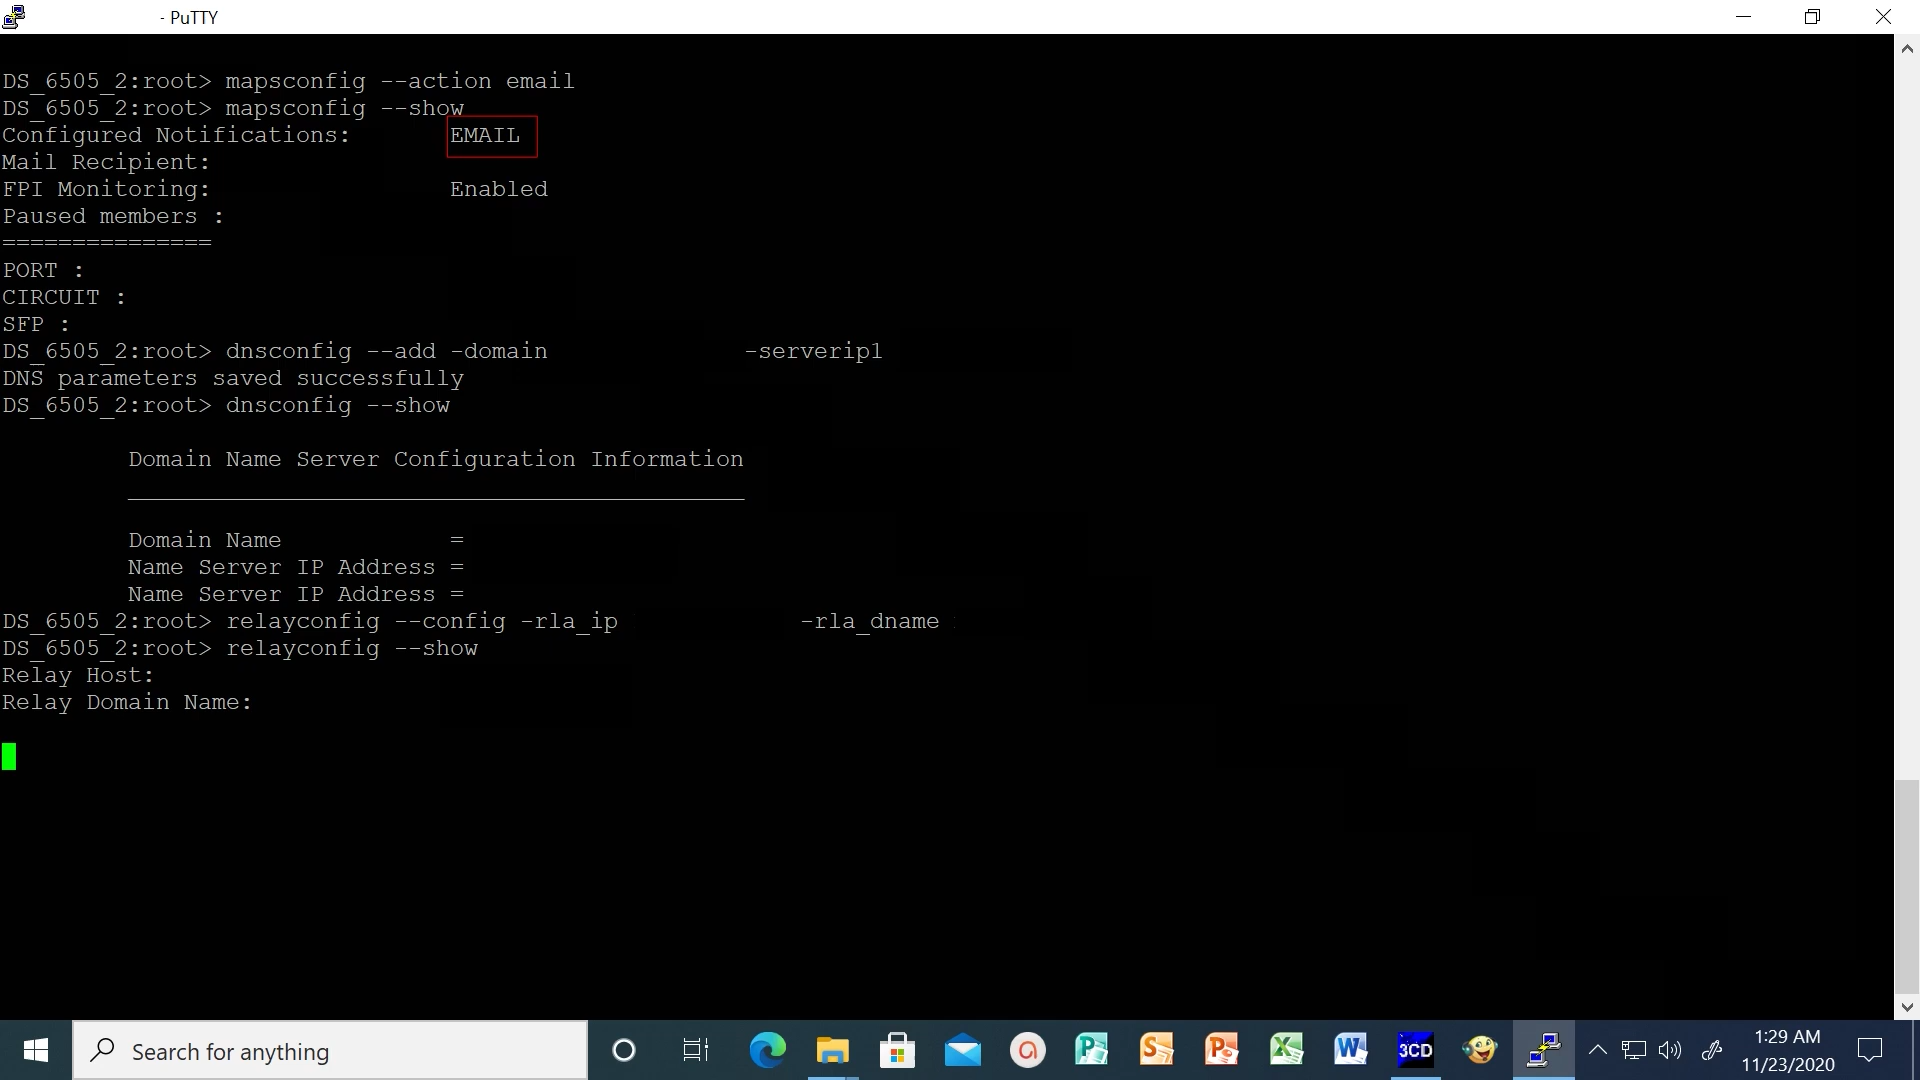 - PuTTY
DS_6505_2:root> mapsconfig --action email
DS_6505_2:root> mapsconfig --show
Configured Notifications: EMAIL
Mail Recipient:
FPI Monitoring: Enabled
Paused members :
===============
PORT :
CIRCUIT :
SFP :
DS_6505_2:root> dnsconfig --add -domain -serverip1
DNS parameters saved successfully
DS_6505_2:root> dnsconfig --show
Domain Name Server Configuration Information
____________________________________________
Domain Name =
Name Server IP Address =
Name Server IP Address =
DS_6505_2:root> relayconfig --config -rla_ip -rla_dname
DS_6505_2:root> relayconfig --show
Relay Host:
Relay Domain Name:
Search for anything
3CD
1:29 AM
11/23/2020